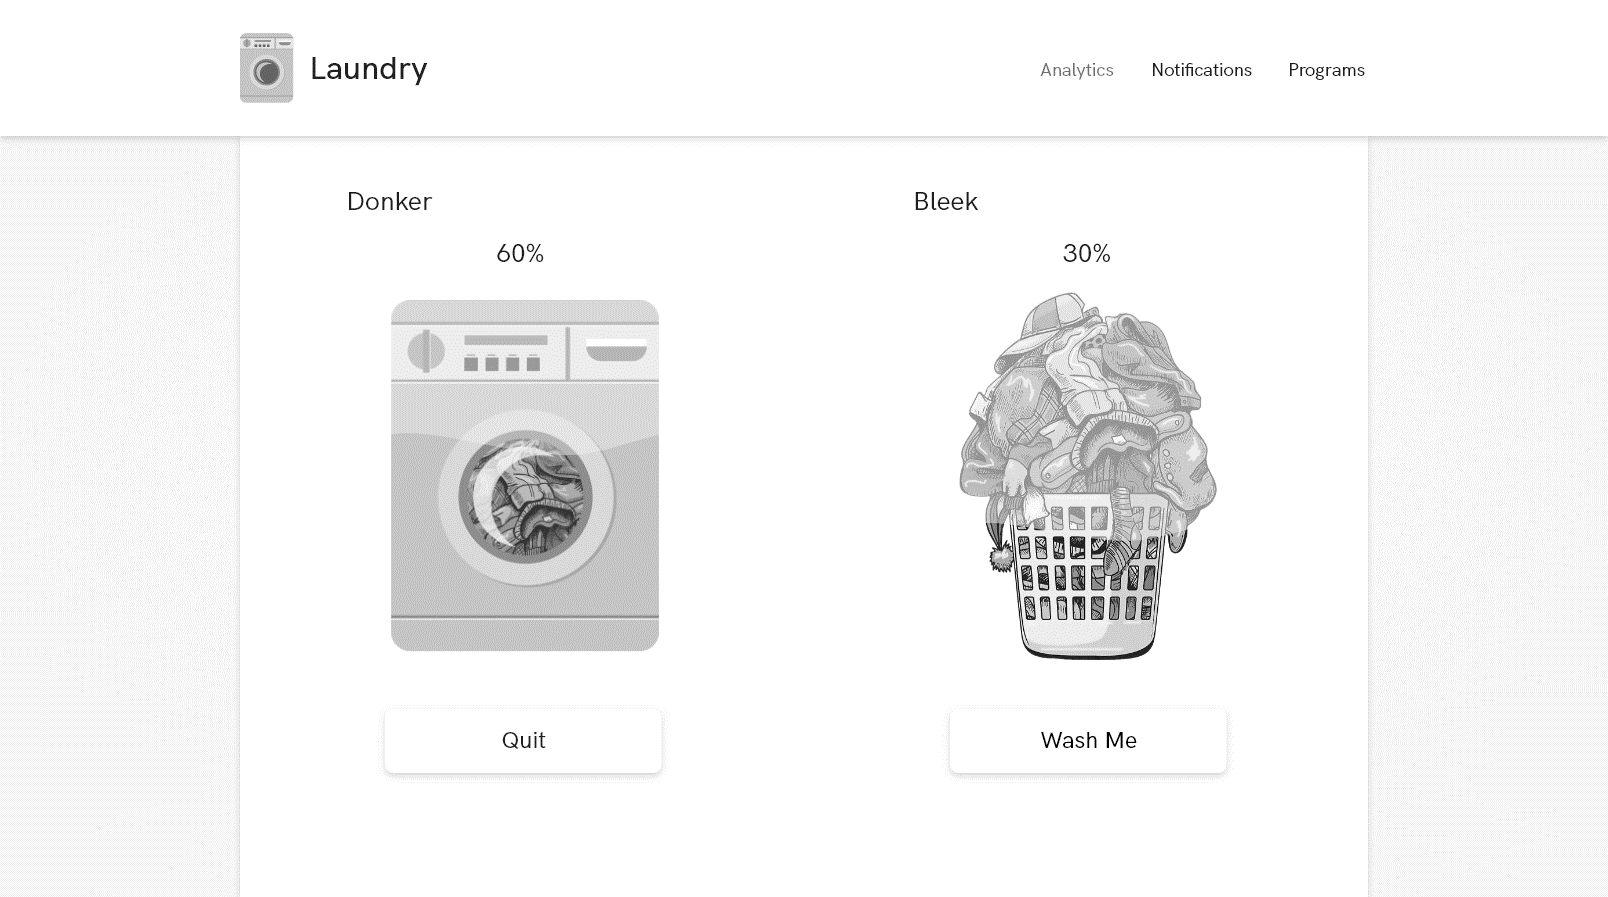 Laundry
Analytics
Notifications
Programs
Donker
60%
Quit
Bleek
30%
Wash Me